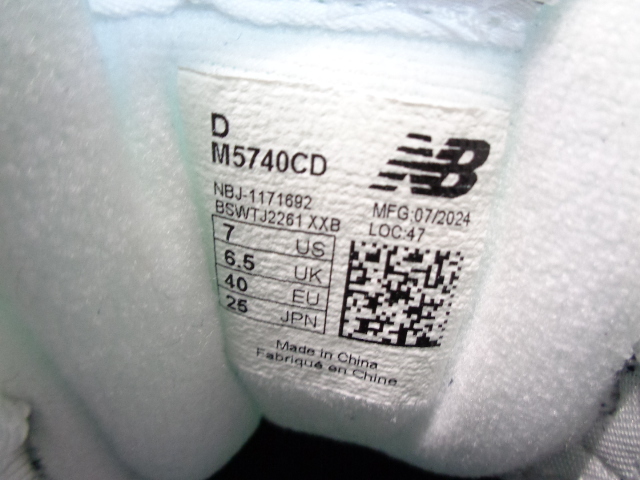 D
M5740CD
NB
NBJ-1171692
BSWTJ2261 XXB
MFG:07/2024
LOC:47
7 US
6.5 UK
40 EU
25 JPN
Made in China
Fabriqué en Chine